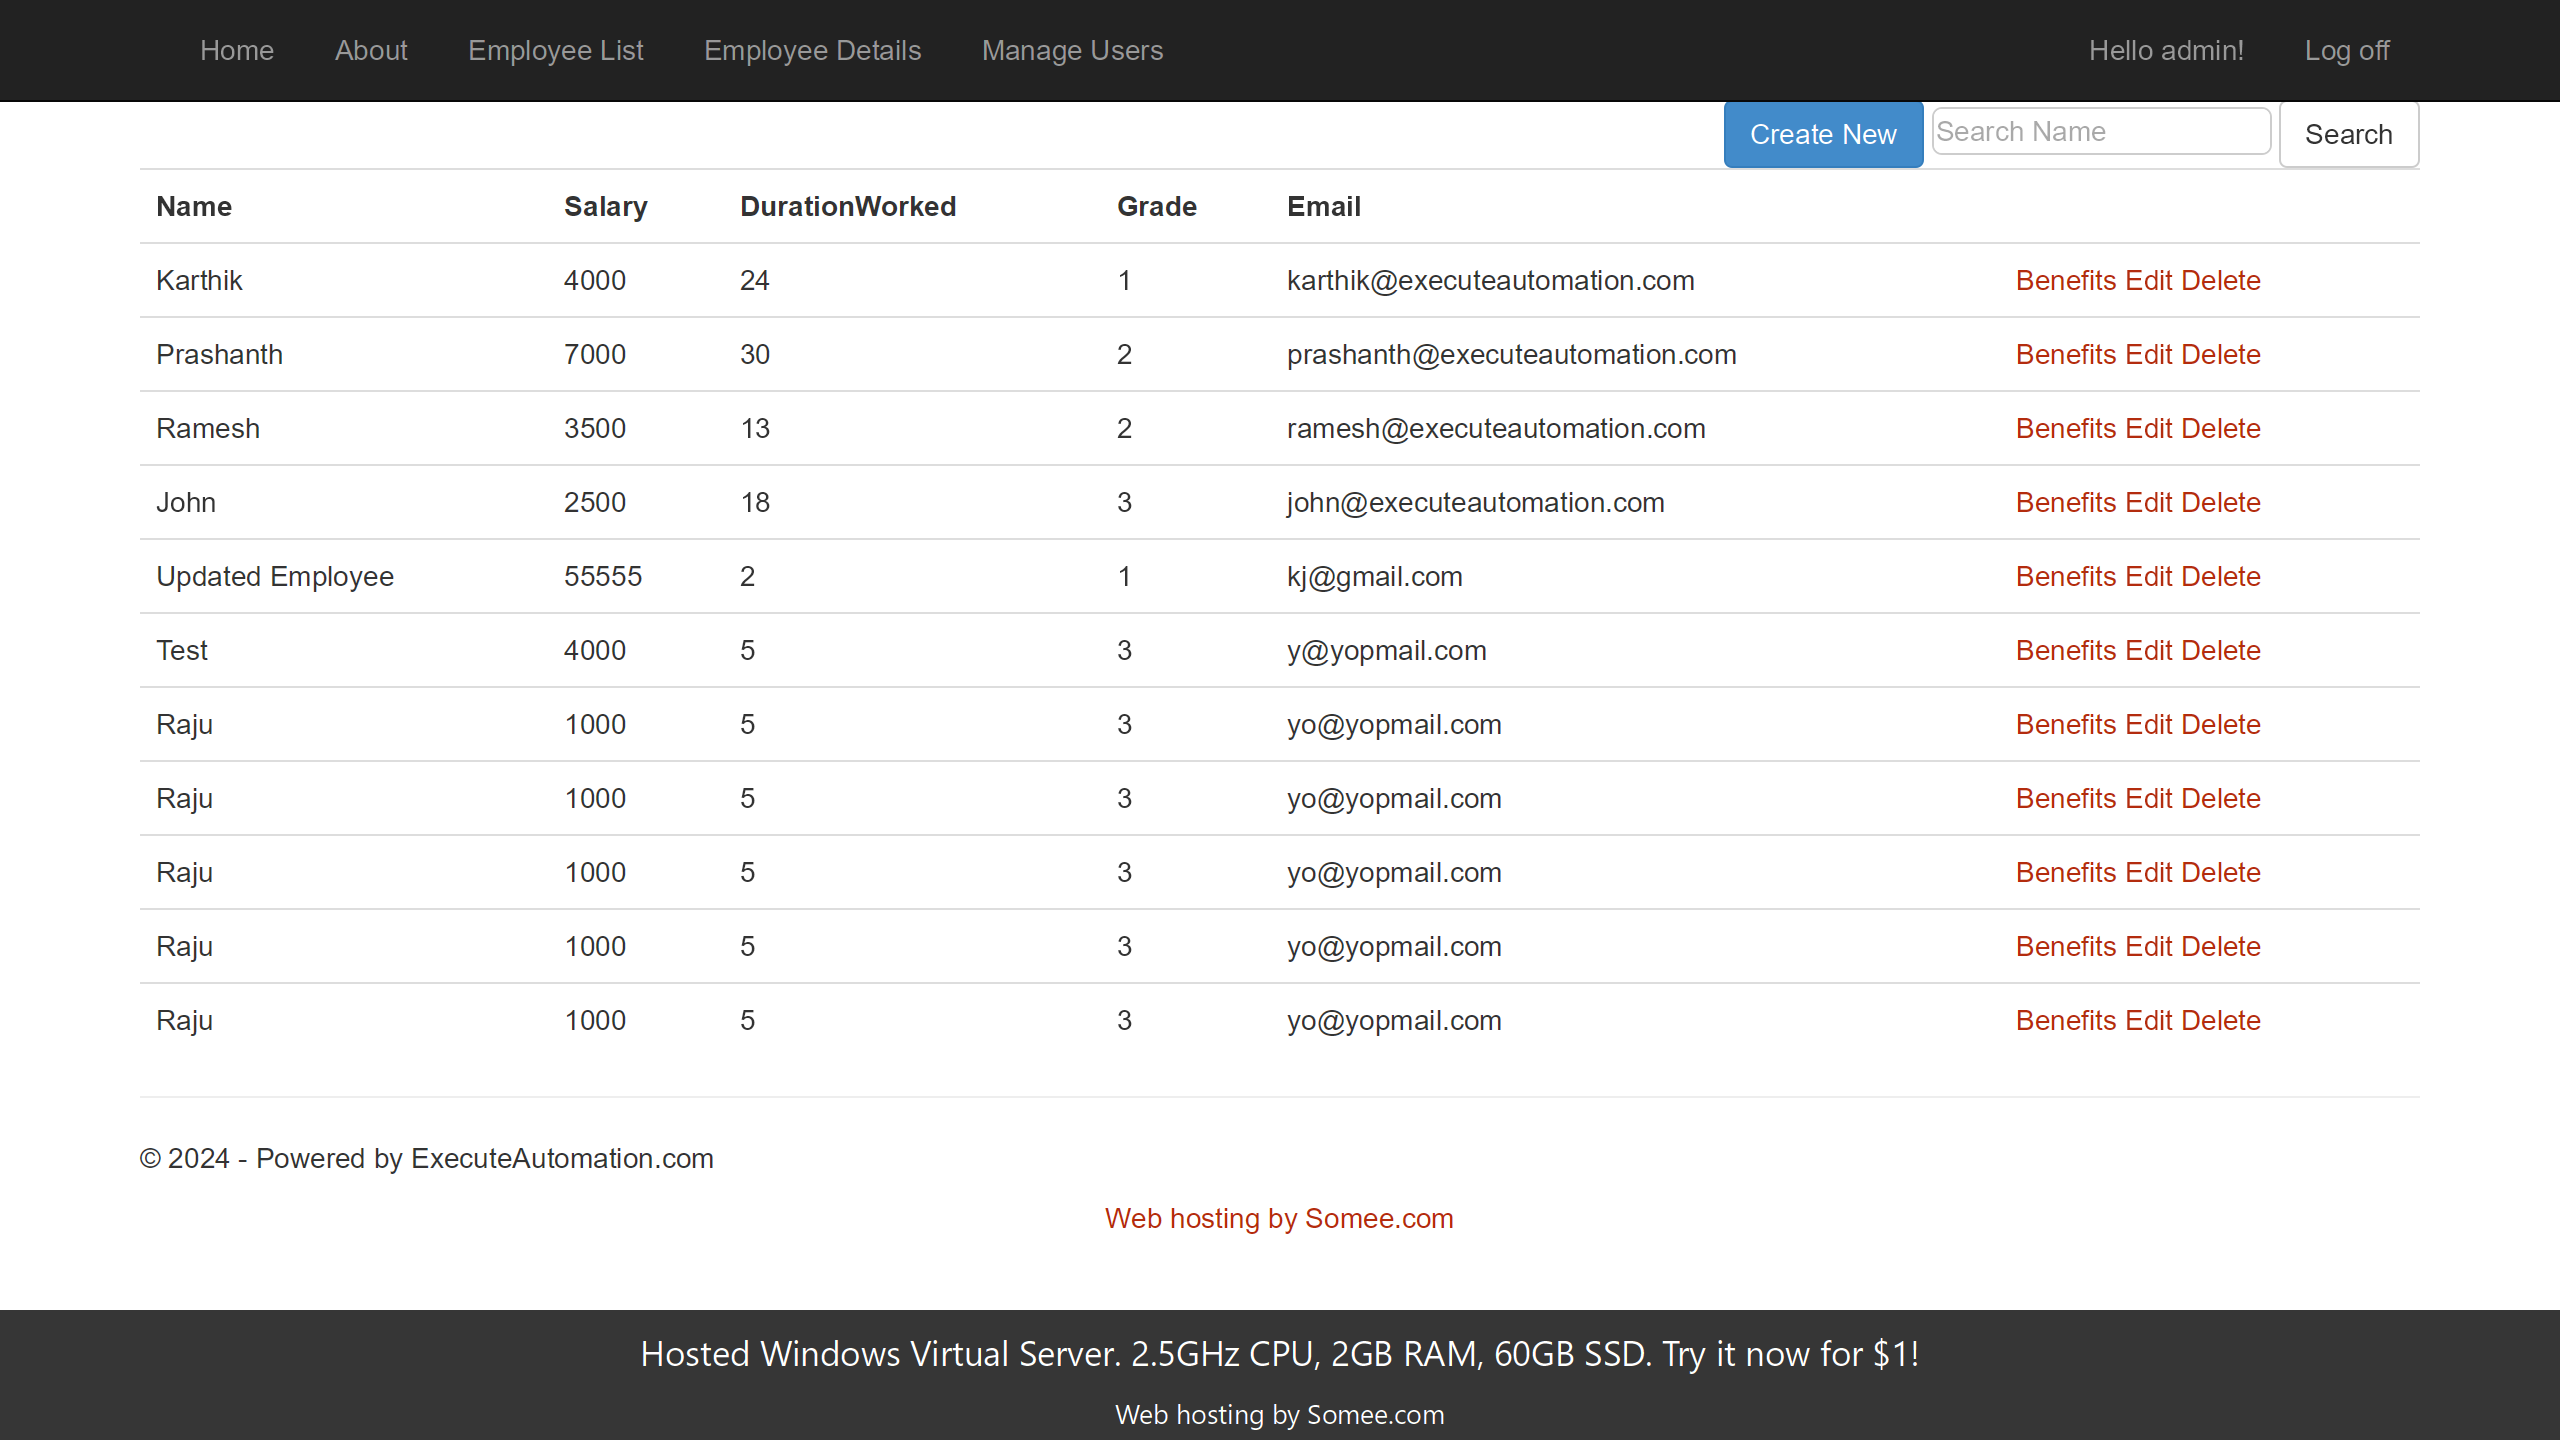 Home About Employee List Employee Details Manage Users Hello admin! Log off
Create New Search Name Search
Name Salary DurationWorked Grade Email
Karthik 4000 24 1 karthik@executeautomation.com Benefits Edit Delete
Prashanth 7000 30 2 prashanth@executeautomation.com Benefits Edit Delete
Ramesh 3500 13 2 ramesh@executeautomation.com Benefits Edit Delete
John 2500 18 3 john@executeautomation.com Benefits Edit Delete
Updated Employee 55555 2 1 kj@gmail.com Benefits Edit Delete
Test 4000 5 3 y@yopmail.com Benefits Edit Delete
Raju 1000 5 3 yo@yopmail.com Benefits Edit Delete
Raju 1000 5 3 yo@yopmail.com Benefits Edit Delete
Raju 1000 5 3 yo@yopmail.com Benefits Edit Delete
Raju 1000 5 3 yo@yopmail.com Benefits Edit Delete
Raju 1000 5 3 yo@yopmail.com Benefits Edit Delete
© 2024 - Powered by ExecuteAutomation.com
Web hosting by Somee.com
Hosted Windows Virtual Server. 2.5GHz CPU, 2GB RAM, 60GB SSD. Try it now for $1!
Web hosting by Somee.com